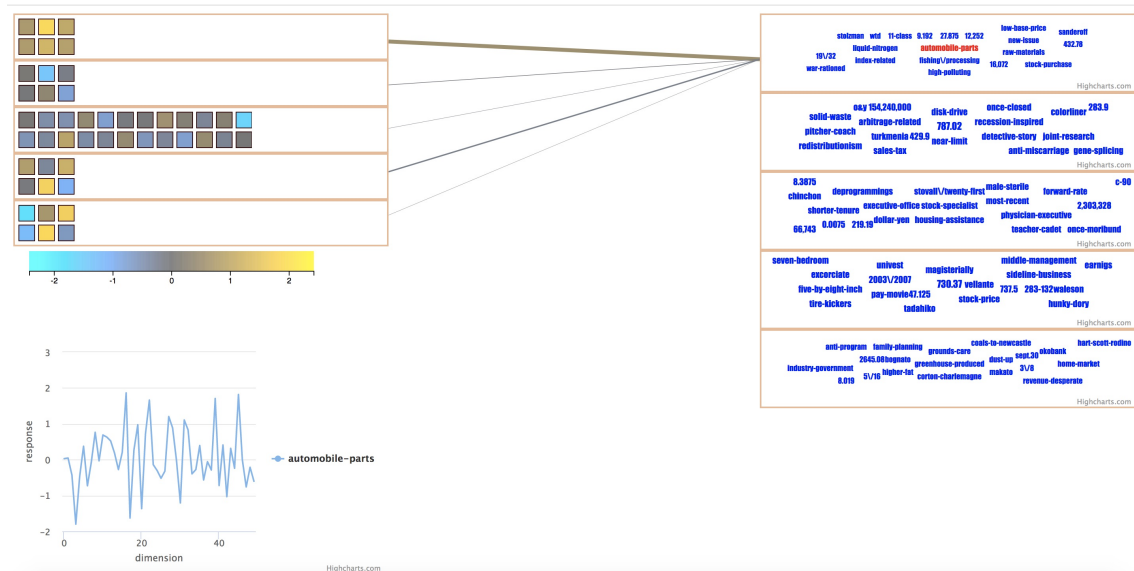 low-base-price sanderoff
stolzman wtd 11-class 9.192 27.875 12.252 new-issue 432.78
liquid-nitrogen automobile-parts raw-materials
19\/32 index-related fishing\/processing 16,072 stock-purchase
war-rationed high-polluting
Highcharts.com
o&y 154,240,000 disk-drive once-closed colorliner 283.9
solid-waste arbitrage-related 787.02 recession-inspired
pitcher-coach turkmenia 429.9 near-limit detective-story joint-research
redistributionism sales-tax anti-miscarriage gene-splicing
Highcharts.com
8.3875 deprogrammings stovall\/twenty-first male-sterile forward-rate c-90
chinchon executive-office stock-specialist most-recent 2,303,328
shorter-tenure dollar-yen housing-assistance physician-executive
66,743 0.0075 219.19 teacher-cadet once-moribund
Highcharts.com
seven-bedroom univest magisterially middle-management earnigs
excorciate 2003\/2007 730.37 vellante sideline-business
five-by-eight-inch pay-movie 47.125 737.5 283-132 waleson
tire-kickers tadahiko stock-price hunky-dory
Highcharts.com
anti-program family-planning grounds-care coals-to-newcastle hart-scott-rodino
2645.08 bognato sept.30 okobank
industry-government higher-fat greenhouse-produced dust-up 3\/8 home-market
8.019 5\/16 corton-charlemagne makato revenue-desperate
Highcharts.com
-2 -1 0 1 2
3
2
1
0
−1
−2
response
0 20 40
dimension
automobile-parts
Highcharts.com